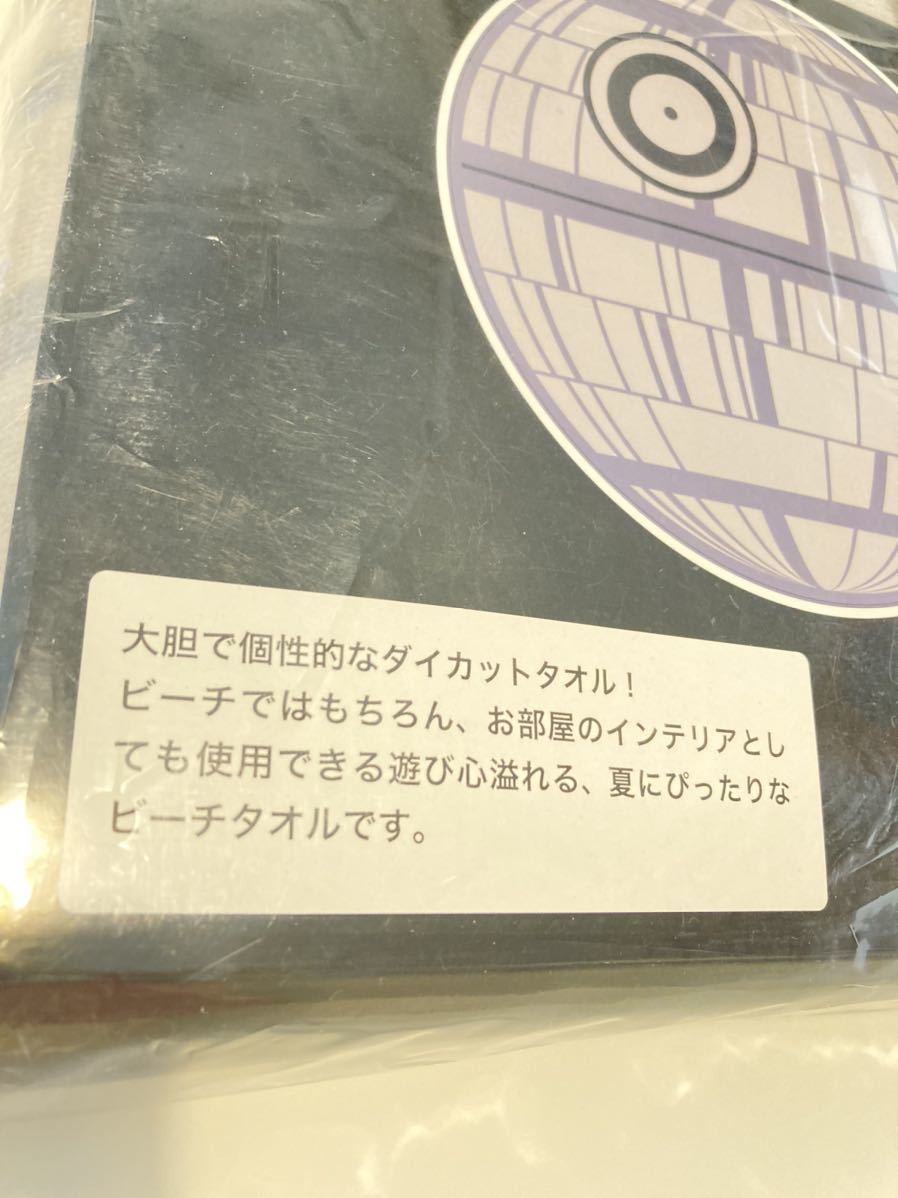 大胆で個性的なダイカットタオル！
ビーチではもちろん、お部屋のインテリアとし
ても使用できる遊び心溢れる、夏にぴったりな
ビーチタオルです。